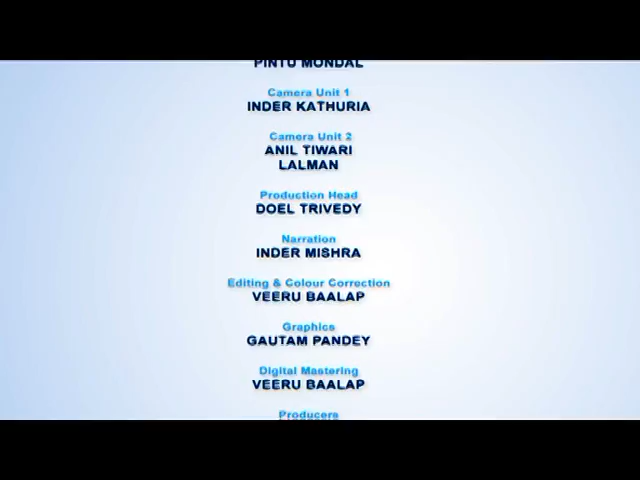 PINTU MONDAL
Camera Unit 1
INDER KATHURIA
Camera Unit 2
ANIL TIWARI
LALMAN
Production Head
DOEL TRIVEDY
Narration
INDER MISHRA
Editing & Colour Correction
VEERU BAALAP
Graphics
GAUTAM PANDEY
Digital Mastering
VEERU BAALAP
Producers